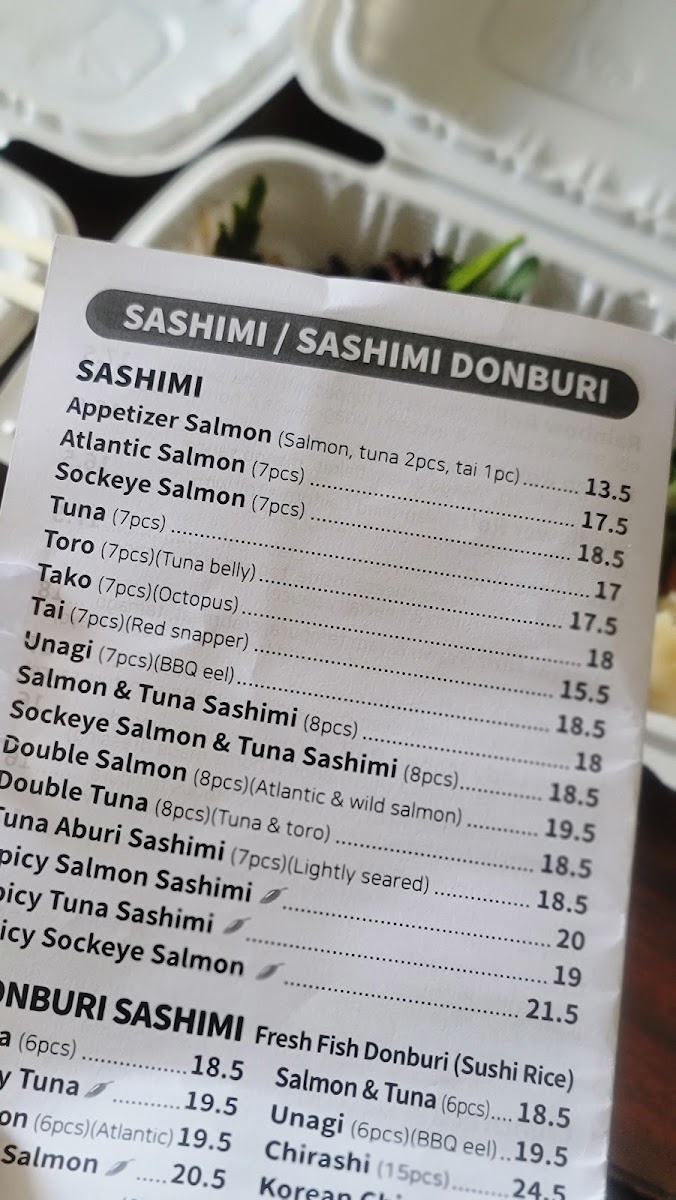 SASHIMI / SASHIMI DONBURI
SASHIMI
Appetizer Salmon (Salmon, tuna 2pcs, tai 1pc) .......... 13.5
Atlantic Salmon (7pcs) .......... 17.5
Sockeye Salmon (7pcs) .......... 18.5
Tuna (7pcs) .......... 17
Toro (7pcs)(Tuna belly) .......... 17.5
Tako (7pcs)(Octopus) .......... 18
Tai (7pcs)(Red snapper) .......... 15.5
Unagi (7pcs)(BBQ eel) .......... 18.5
Salmon & Tuna Sashimi (8pcs) .......... 18
Sockeye Salmon & Tuna Sashimi (8pcs) .......... 18.5
Double Salmon (8pcs)(Atlantic & wild salmon) .......... 19.5
Double Tuna (8pcs)(Tuna & toro) .......... 18.5
Tuna Aburi Sashimi (7pcs)(Lightly seared) .......... 18.5
picy Salmon Sashimi .......... 20
picy Tuna Sashimi .......... 19
icy Sockeye Salmon .......... 21.5
ONBURI SASHIMI
a (6pcs) .......... 18.5
y Tuna .......... 19.5
on (6pcs)(Atlantic) 19.5
Salmon ..... 20.5
Fresh Fish Donburi (Sushi Rice)
Salmon & Tuna (6pcs) .... 18.5
Unagi (6pcs)(BBQ eel) .. 19.5
Chirashi (15pcs) .......... 24.5
Korean